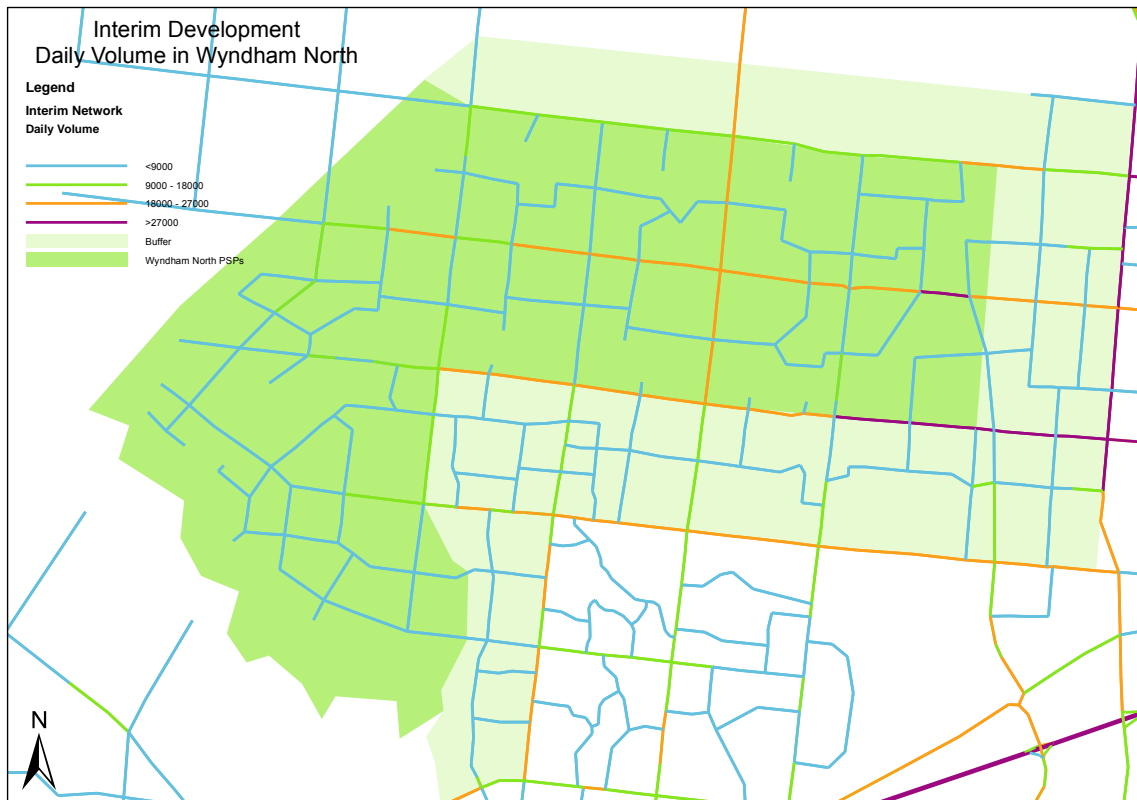 Interim Development
Daily Volume in Wyndham North
Legend
Interim Network
Daily Volume
<9000
9000 - 18000
18000 - 27000
>27000
Buffer
Wyndham North PSPs
N